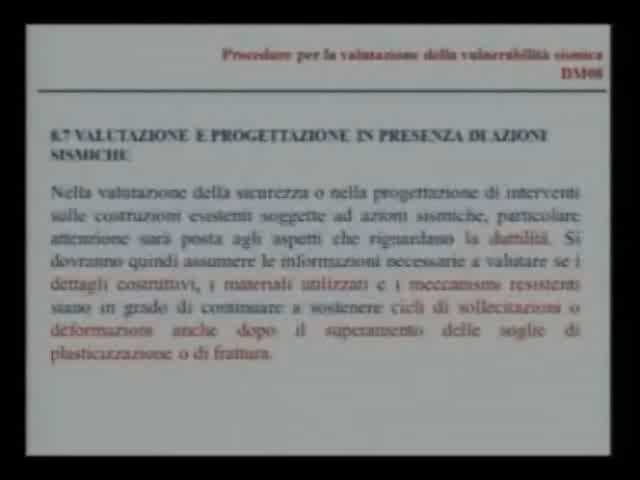 Procedure per la valutazione della vulnerabilità sismica
DM08
8.7 VALUTAZIONE E PROGETTAZIONE IN PRESENZA DI AZIONI
SISMICHE
Nella valutazione della sicurezza o nella progettazione di interventi
sulle costruzioni esistenti soggette ad azioni sismiche, particolare
attenzione sarà posta agli aspetti che riguardano la duttilità. Si
dovranno quindi assumere le informazioni necessarie a valutare se i
dettagli costruttivi, i materiali utilizzati e i meccanismi resistenti
siano in grado di continuare a sostenere cicli di sollecitazioni o
deformazioni anche dopo il superamento delle soglie di
plasticizzazione o di frattura.